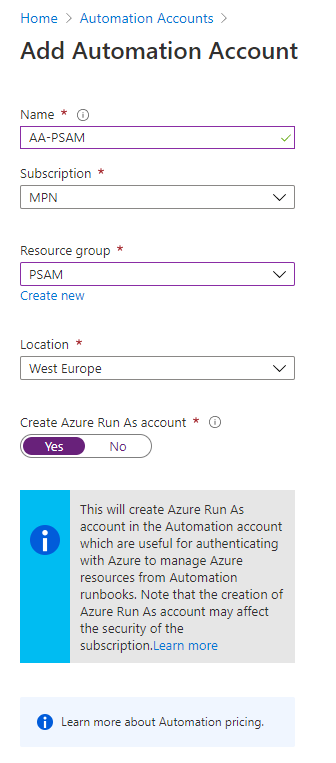 Home > Automation Accounts >
Add Automation Account
Name *
AA-PSAM
Subscription *
MPN
Resource group *
PSAM
Create new
Location *
West Europe
Create Azure Run As account *
Yes No
This will create Azure Run As
account in the Automation account
which are useful for authenticating
with Azure to manage Azure
resources from Automation
runbooks. Note that the creation of
Azure Run As account may affect
the security of the
subscription.Learn more
Learn more about Automation pricing.